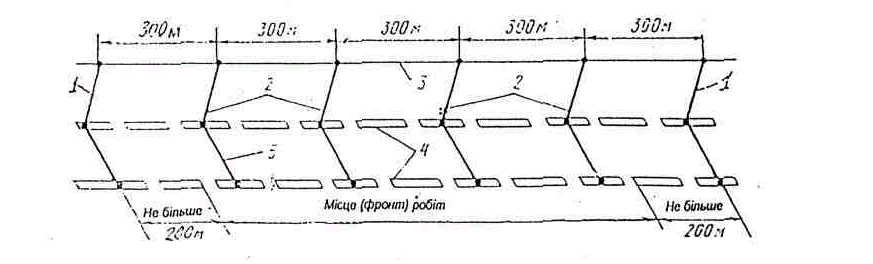 300м 300м 300м 300м 300м
1 2 3 2 1
5 4
Не більше Місце (фронт) робіт Не більше
200м 200м